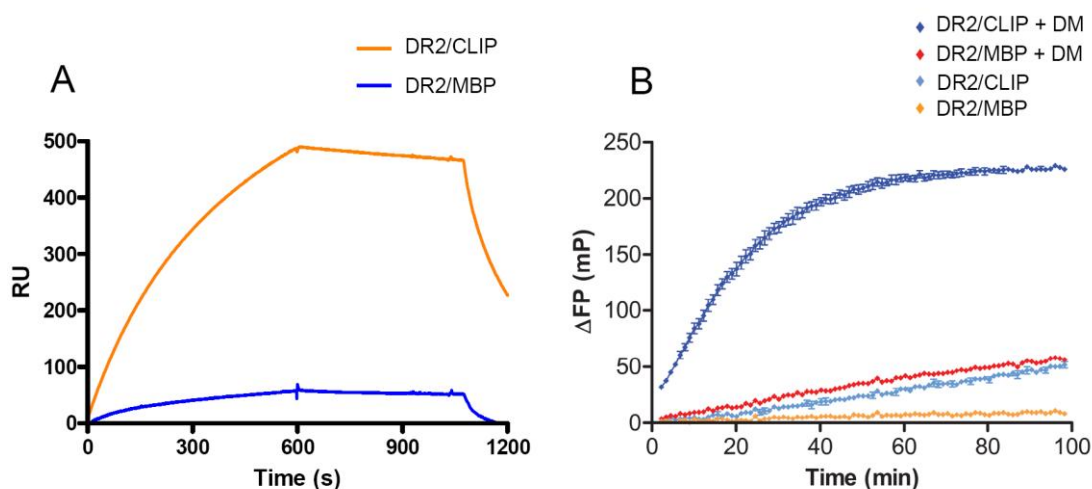 A
DR2/CLIP
DR2/MBP
500
400
300
200
100
0
RU
0 300 600 900 1200
Time (s)
B
DR2/CLIP + DM
DR2/MBP + DM
DR2/CLIP
DR2/MBP
250
200
150
100
50
0
ΔFP (mP)
0 20 40 60 80 100
Time (min)